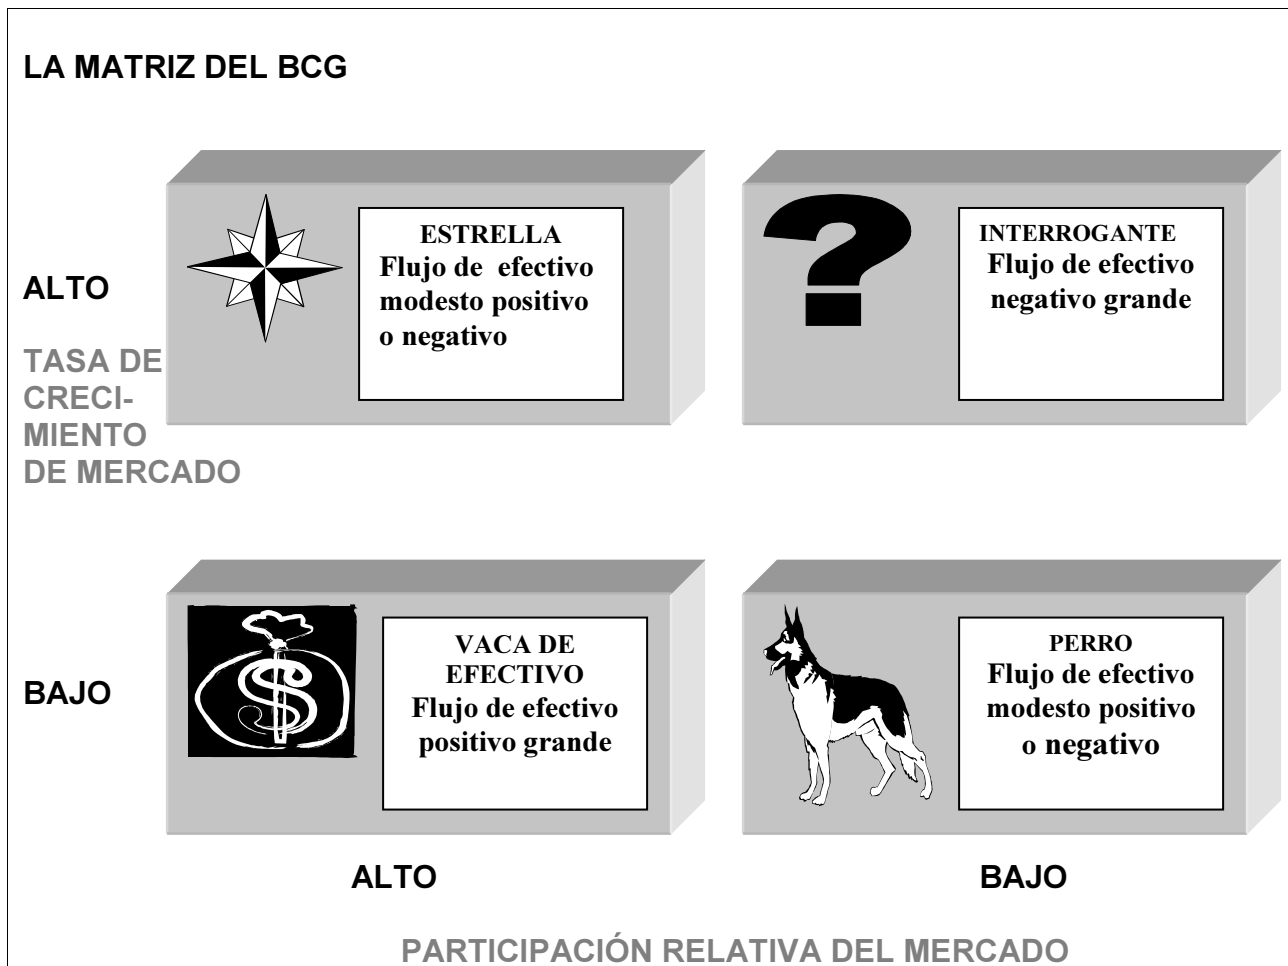 LA MATRIZ DEL BCG
ESTRELLA
Flujo de efectivo
modesto positivo
o negativo
?
INTERROGANTE
Flujo de efectivo
negativo grande
ALTO
TASA DE
CRECI-
MIENTO
DE MERCADO
$
VACA DE
EFECTIVO
Flujo de efectivo
positivo grande
PERRO
Flujo de efectivo
modesto positivo
o negativo
BAJO
ALTO
BAJO
PARTICIPACIÓN RELATIVA DEL MERCADO